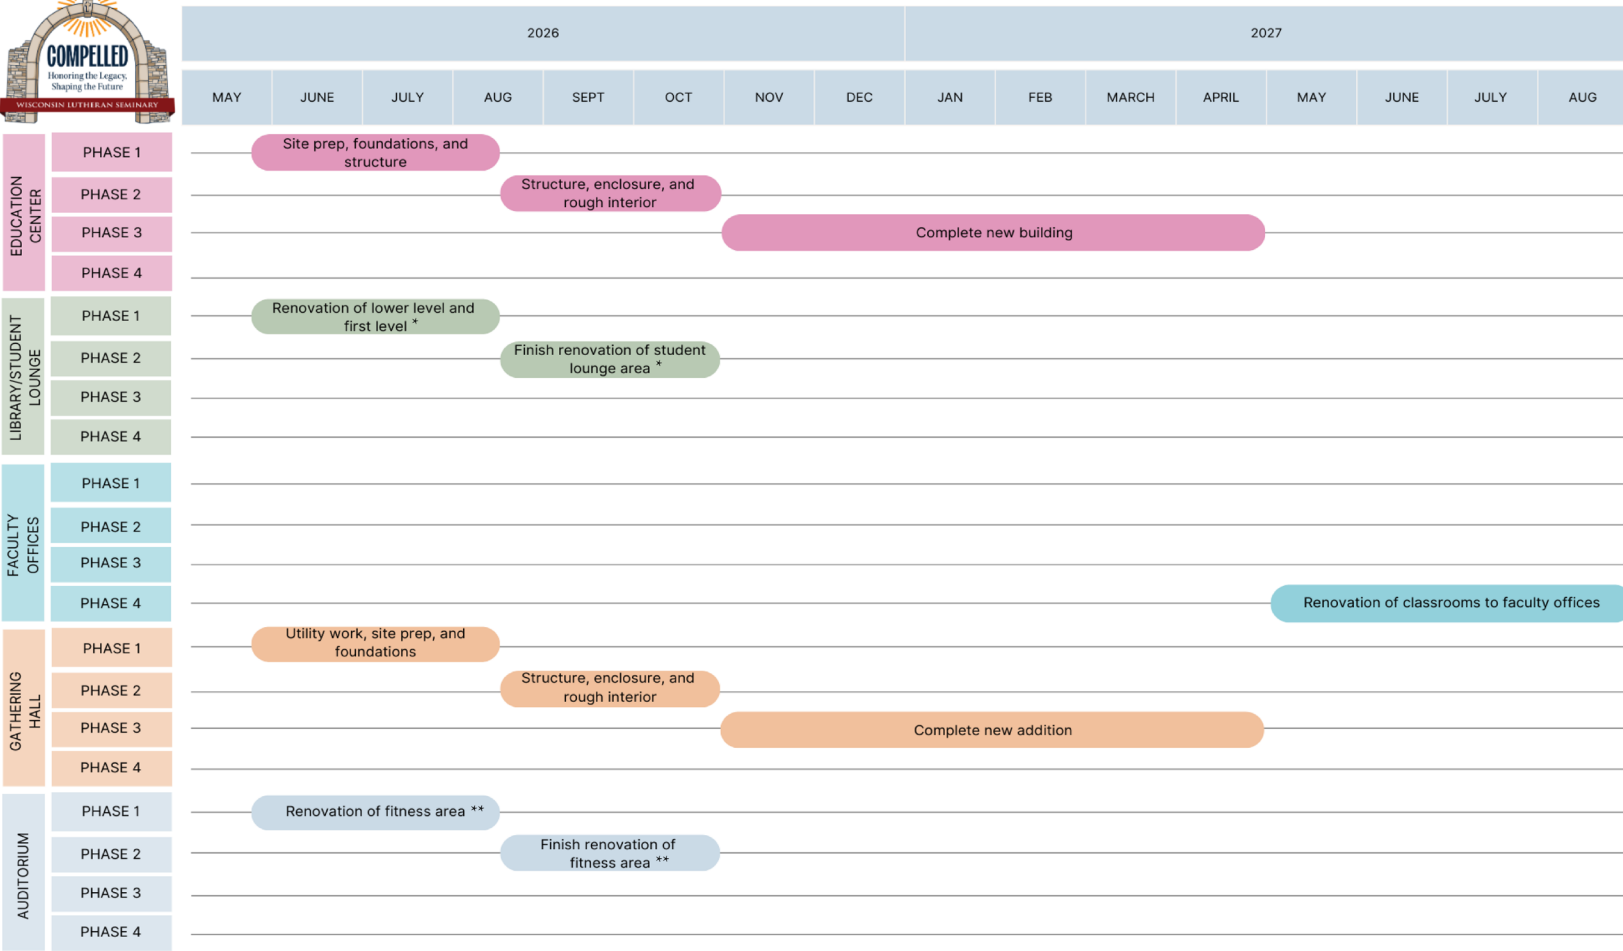 COMPELLED
Honoring the Legacy,
Shaping the Future
WISCONSIN LUTHERAN SEMINARY
2026
2027
MAY
JUNE
JULY
AUG
SEPT
OCT
NOV
DEC
JAN
FEB
MARCH
APRIL
MAY
JUNE
JULY
AUG
EDUCATION
CENTER
PHASE 1
Site prep, foundations, and
structure
PHASE 2
Structure, enclosure, and
rough interior
PHASE 3
Complete new building
PHASE 4
LIBRARY/STUDENT
LOUNGE
PHASE 1
Renovation of lower level and
first level *
PHASE 2
Finish renovation of student
lounge area *
PHASE 3
PHASE 4
FACULTY
OFFICES
PHASE 1
PHASE 2
PHASE 3
PHASE 4
Renovation of classrooms to faculty offices
GATHERING
HALL
PHASE 1
Utility work, site prep, and
foundations
PHASE 2
Structure, enclosure, and
rough interior
PHASE 3
Complete new addition
PHASE 4
AUDITORIUM
PHASE 1
Renovation of fitness area **
PHASE 2
Finish renovation of
fitness area **
PHASE 3
PHASE 4